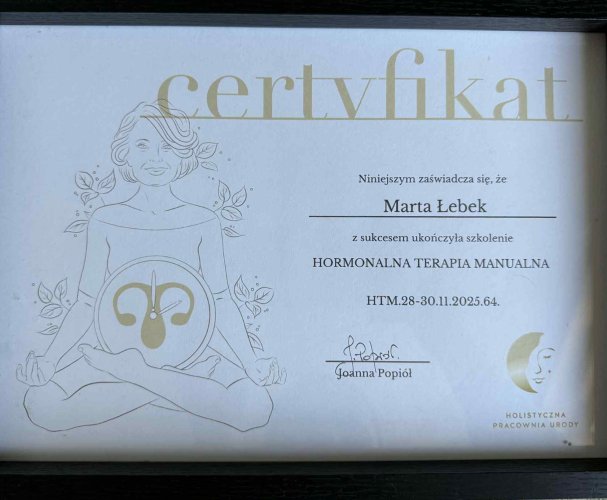 certyfikat
Niniejszym zaświadcza się, że
Marta Łebek
z sukcesem ukończyła szkolenie
HORMONALNA TERAPIA MANUALNA
HTM.28-30.11.2025.64.
J. Popiół.
Joanna Popiół
HOLISTYCZNA
PRACOWNIA URODY